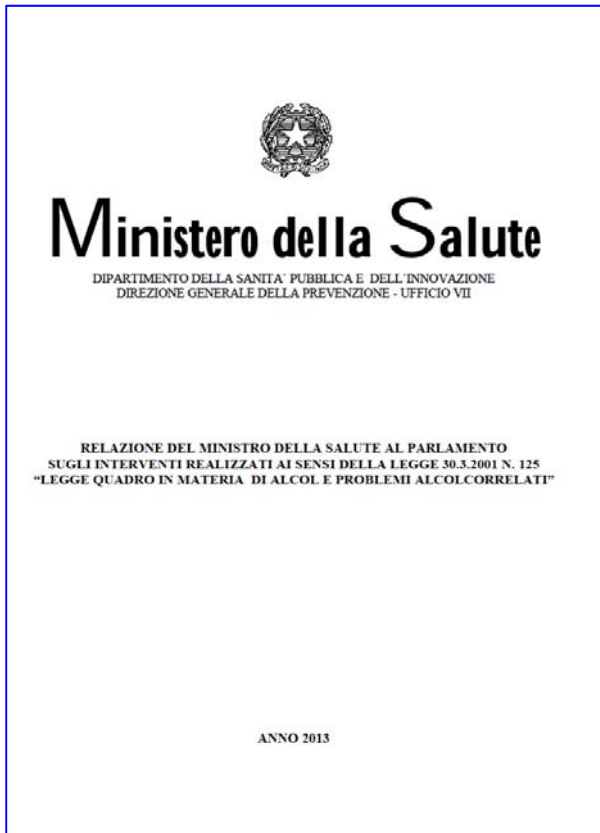 Ministero della Salute
DIPARTIMENTO DELLA SANITA' PUBBLICA E DELL'INNOVAZIONE
DIREZIONE GENERALE DELLA PREVENZIONE - UFFICIO VII
RELAZIONE DEL MINISTRO DELLA SALUTE AL PARLAMENTO
SUGLI INTERVENTI REALIZZATI AI SENSI DELLA LEGGE 30.3.2001 N. 125
“LEGGE QUADRO IN MATERIA DI ALCOL E PROBLEMI ALCOLCORRELATI”
ANNO 2013